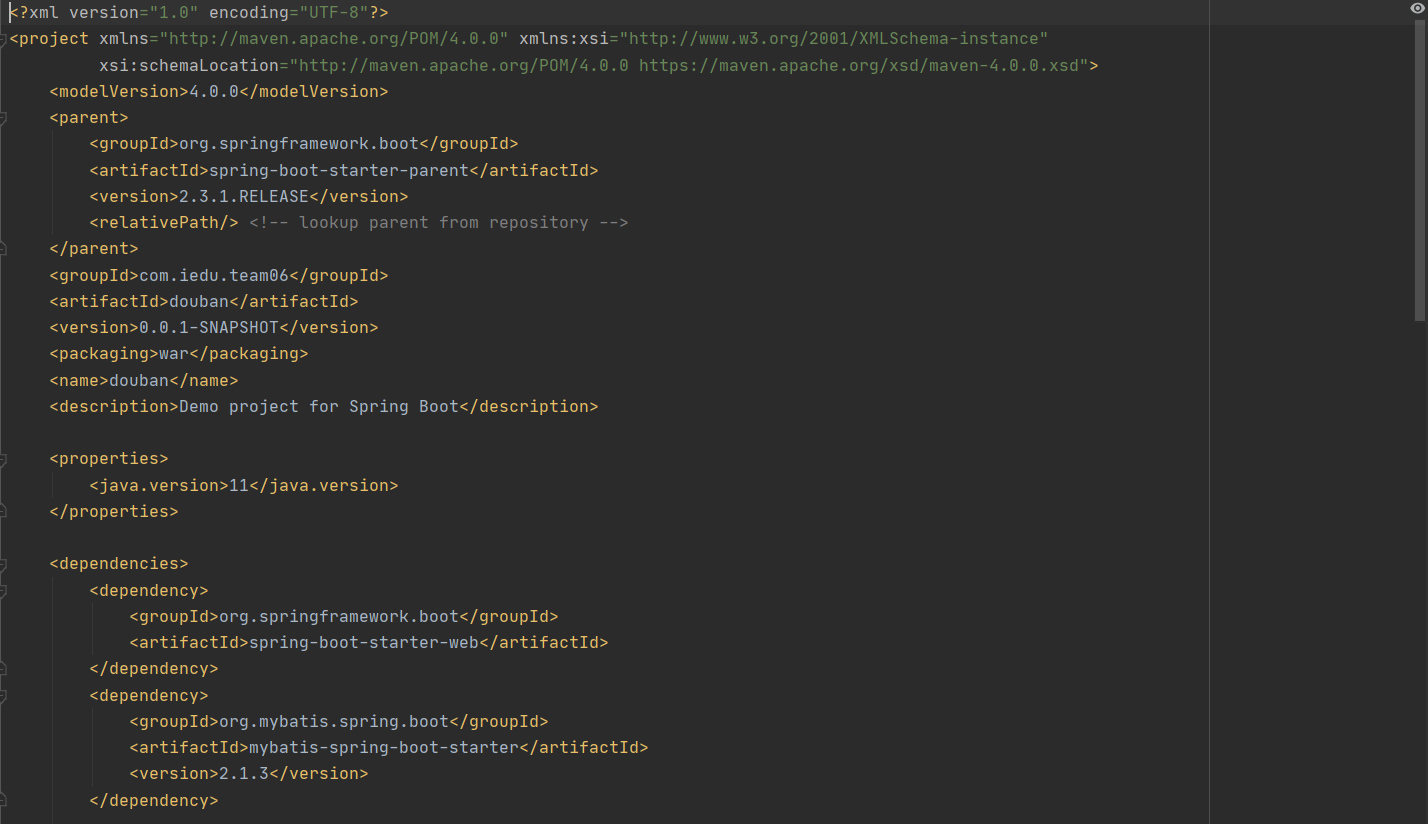 <?xml version="1.0" encoding="UTF-8"?>
<project xmlns="http://maven.apache.org/POM/4.0.0" xmlns:xsi="http://www.w3.org/2001/XMLSchema-instance"
         xsi:schemaLocation="http://maven.apache.org/POM/4.0.0 https://maven.apache.org/xsd/maven-4.0.0.xsd">
    <modelVersion>4.0.0</modelVersion>
    <parent>
        <groupId>org.springframework.boot</groupId>
        <artifactId>spring-boot-starter-parent</artifactId>
        <version>2.3.1.RELEASE</version>
        <relativePath/> <!-- lookup parent from repository -->
    </parent>
    <groupId>com.iedu.team06</groupId>
    <artifactId>douban</artifactId>
    <version>0.0.1-SNAPSHOT</version>
    <packaging>war</packaging>
    <name>douban</name>
    <description>Demo project for Spring Boot</description>

    <properties>
        <java.version>11</java.version>
    </properties>

    <dependencies>
        <dependency>
            <groupId>org.springframework.boot</groupId>
            <artifactId>spring-boot-starter-web</artifactId>
        </dependency>
        <dependency>
            <groupId>org.mybatis.spring.boot</groupId>
            <artifactId>mybatis-spring-boot-starter</artifactId>
            <version>2.1.3</version>
        </dependency>